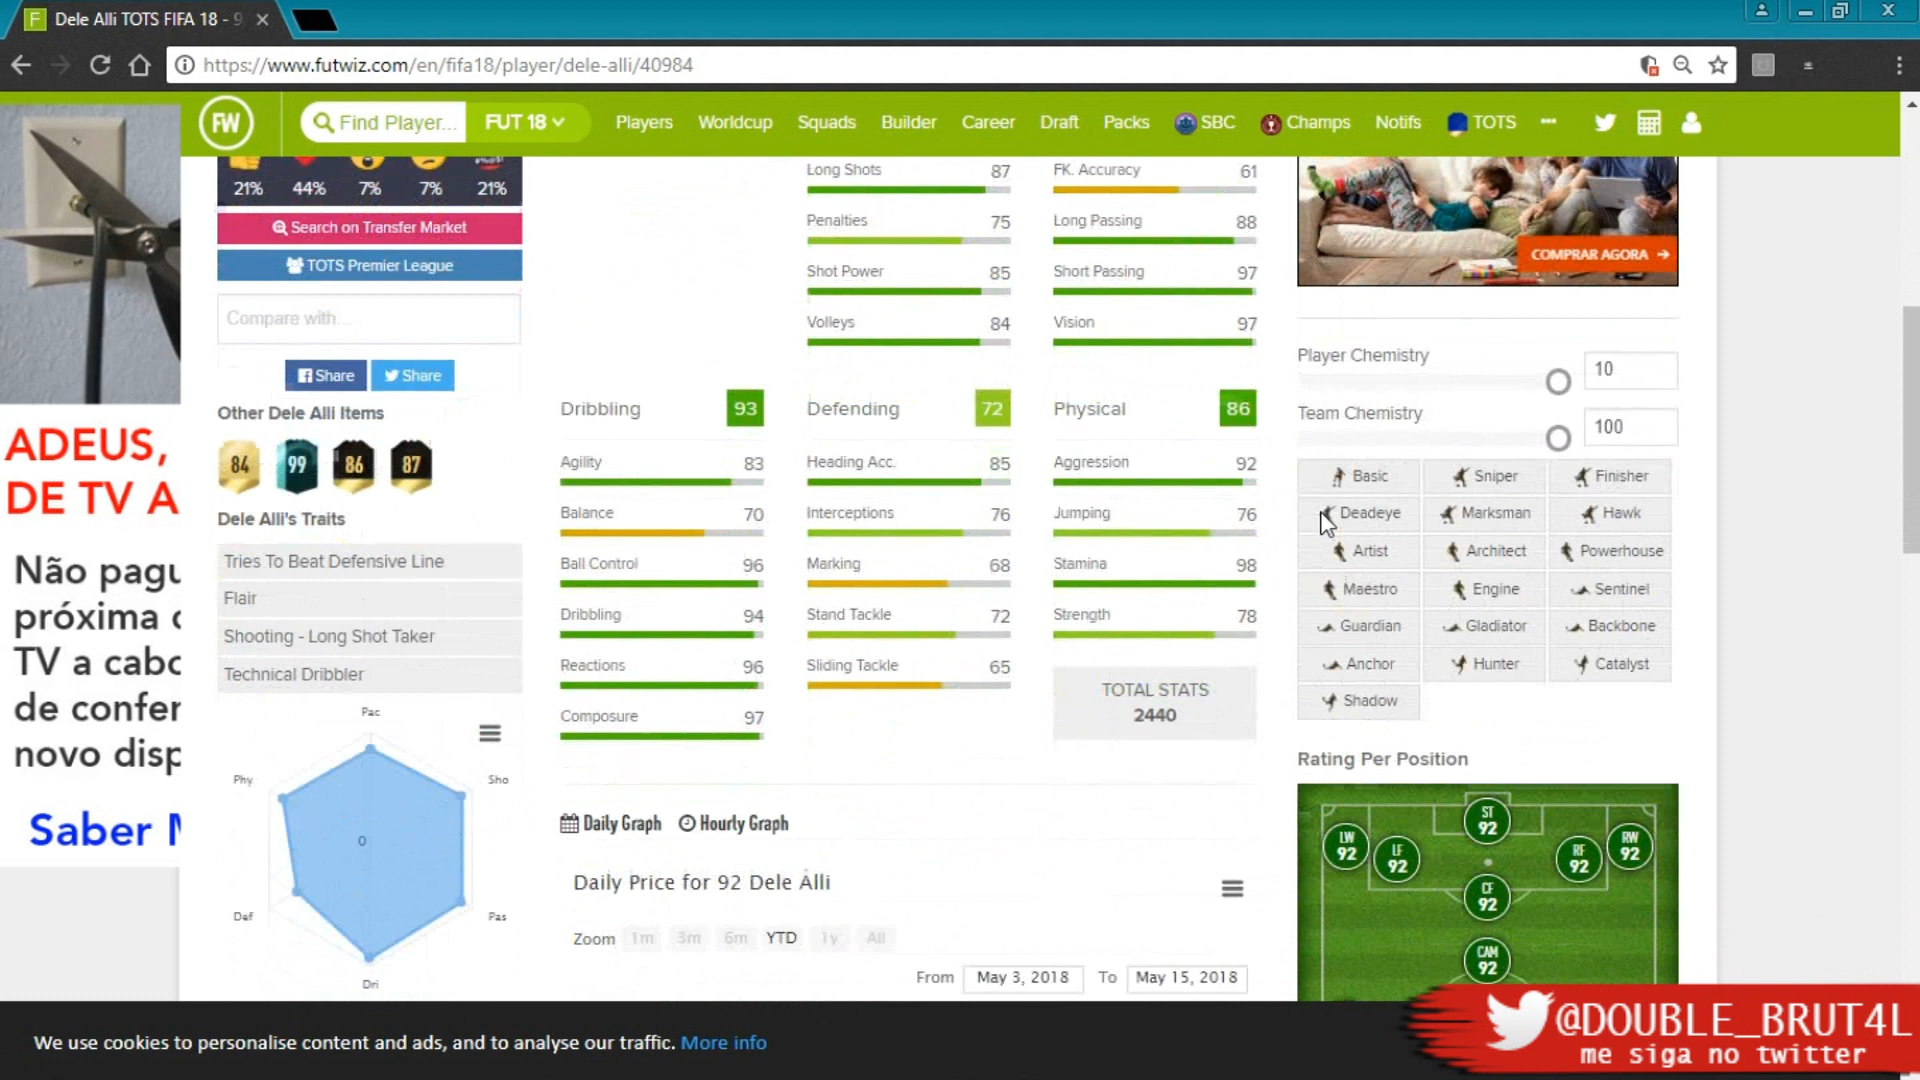 Dele Alli TOTS FIFA 18 - 9
https://www.futwiz.com/en/fifa18/player/dele-alli/40984
FW
Find Player...
FUT 18
Players
Worldcup
Squads
Builder
Career
Draft
Packs
SBC
Champs
Notifs
TOTS
21%
44%
7%
7%
21%
Search on Transfer Market
TOTS Premier League
Compare with...
Share
Share
Other Dele Alli Items
84
99
86
87
Dele Alli's Traits
Tries To Beat Defensive Line
Flair
Shooting - Long Shot Taker
Technical Dribbler
Pac
Sho
Pas
Dri
Def
Phy
0
Long Shots 87
Penalties 75
Shot Power 85
Volleys 84
FK. Accuracy 61
Long Passing 88
Short Passing 97
Vision 97
Dribbling 93
Agility 83
Balance 70
Ball Control 96
Dribbling 94
Reactions 96
Composure 97
Defending 72
Heading Acc. 85
Interceptions 76
Marking 68
Stand Tackle 72
Sliding Tackle 65
Physical 86
Aggression 92
Jumping 76
Stamina 98
Strength 78
TOTAL STATS
2440
Daily Graph
Hourly Graph
Daily Price for 92 Dele Alli
Zoom 1m 3m 6m YTD 1y All
From May 3, 2018 To May 15, 2018
COMPRAR AGORA
Player Chemistry
10
Team Chemistry
100
Basic
Sniper
Finisher
Deadeye
Marksman
Hawk
Artist
Architect
Powerhouse
Maestro
Engine
Sentinel
Guardian
Gladiator
Backbone
Anchor
Hunter
Catalyst
Shadow
Rating Per Position
ST
92
LW
92
LF
92
RF
92
RW
92
CF
92
CAM
92
ADEUS,
DE TV A
Não pagu
próxima
TV a cabo
de confer
novo disp
Saber
We use cookies to personalise content and ads, and to analyse our traffic. More info
@DOUBLE_BRUT4L
me siga no twitter